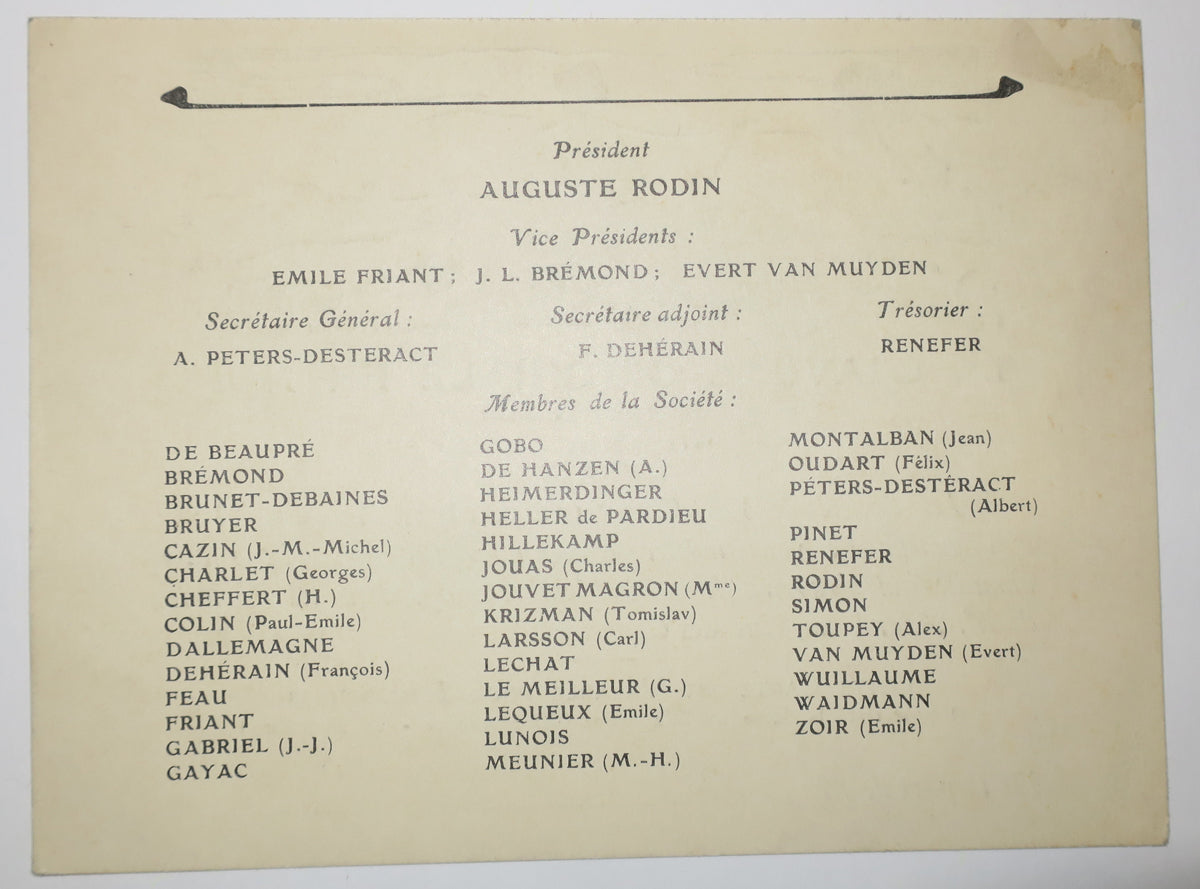 Président
AUGUSTE RODIN
Vice Présidents :
EMILE FRIANT ; J. L. BRÉMOND ; EVERT VAN MUYDEN
Secrétaire Général :
A. PETERS-DESTERACT
Secrétaire adjoint :
F. DEHÉRAIN
Trésorier :
RENEFER
Membres de la Société :
DE BEAUPRÉ
BRÉMOND
BRUNET-DEBAINES
BRUYER
CAZIN (J.-M.-Michel)
CHARLET (Georges)
CHEFFERT (H.)
COLIN (Paul-Emile)
DALLEMAGNE
DEHÉRAIN (François)
FEAU
FRIANT
GABRIEL (J.-J.)
GAYAC
GOBO
DE HANZEN (A.)
HEIMERDINGER
HELLER de PARDIEU
HILLEKAMP
JOUAS (Charles)
JOUVET MAGRON (Mme)
KRIZMAN (Tomislav)
LARSSON (Carl)
LECHAT
LE MEILLEUR (G.)
LEQUEUX (Emile)
LUNOIS
MEUNIER (M.-H.)
MONTALBAN (Jean)
OUDART (Félix)
PÉTERS-DESTÉRACT
(Albert)
PINET
RENEFER
RODIN
SIMON
TOUPEY (Alex)
VAN MUYDEN (Evert)
WUILLAUME
WAIDMANN
ZOIR (Emile)